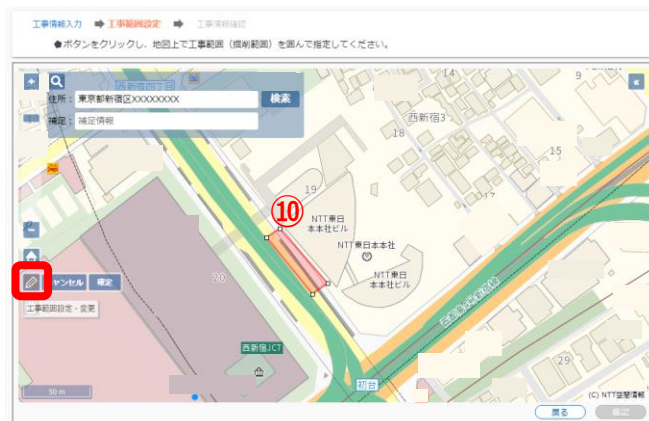 工事情報入力 ➡ 工事範囲設定 ➡ 工事情報確認
●ボタンをクリックし、地図上で工事範囲（掘削範囲）を囲んで指定してください。
西新宿四丁目
住所： 東京都新宿区XXXXXXXX 検索
補足： 補足情報
14
9
西新宿3
18
15
17
19
⑩
NTT東日本本社ビル
NTT東日本本社
NTT東日本本社ビル
キャンセル 確定
20
工事範囲設定・変更
西新宿JCT
29
初台
50 m
(C) NTT空間情報
戻る 確認